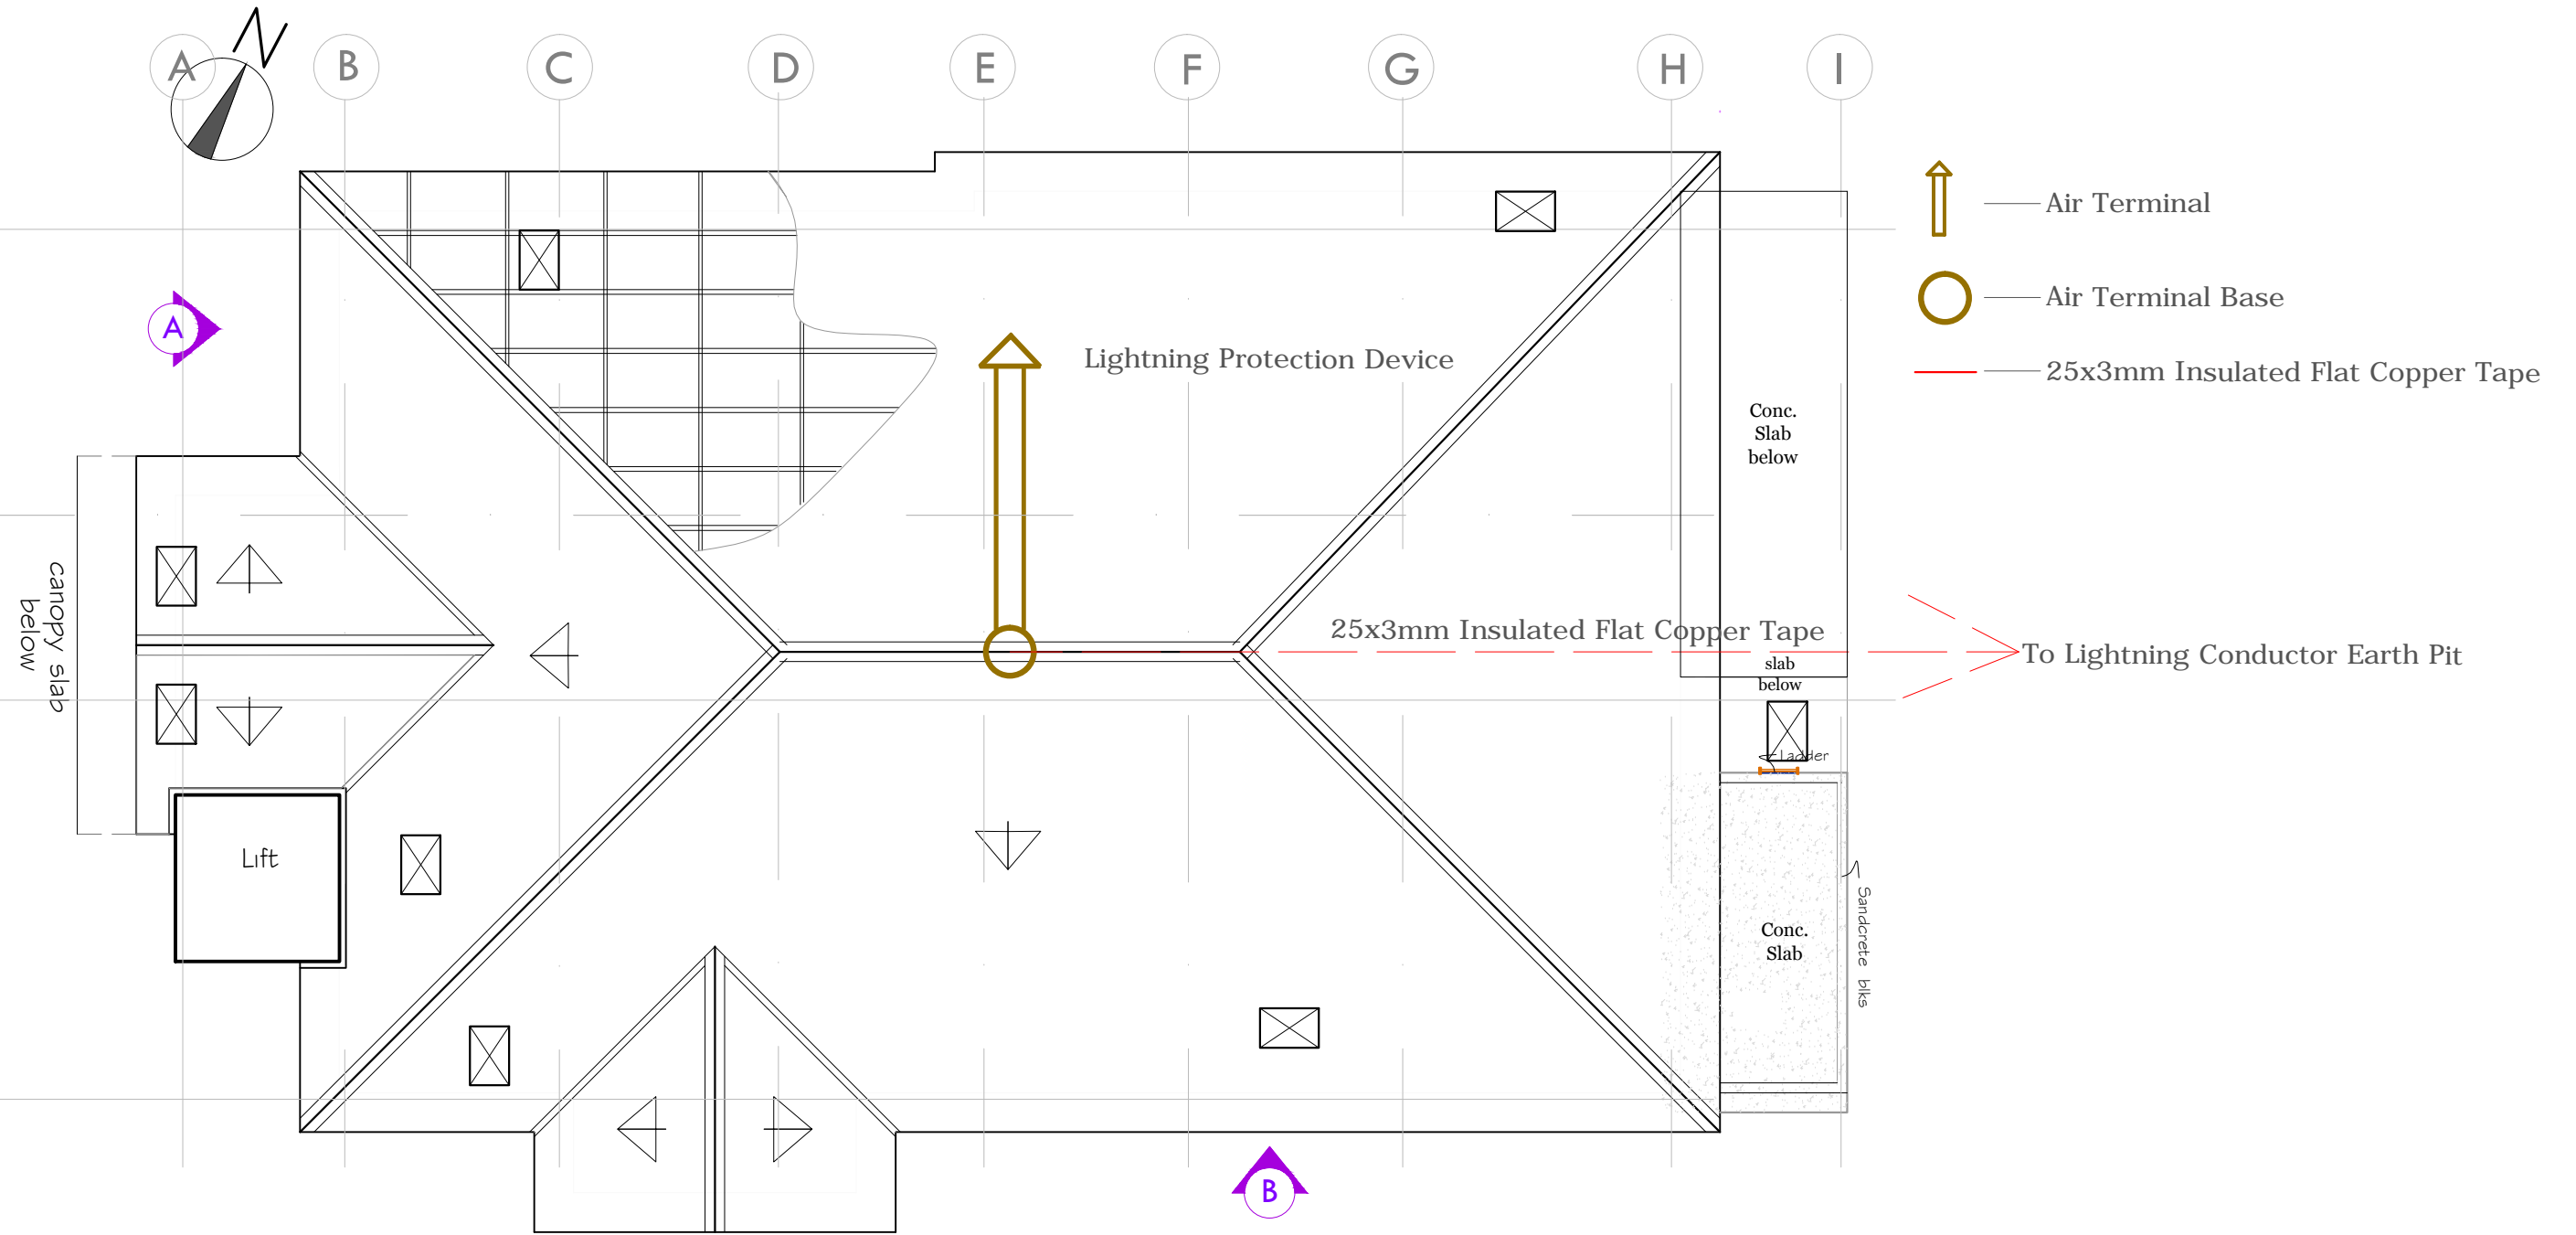 N
A B C D E F G H I
Air Terminal
Air Terminal Base
25x3mm Insulated Flat Copper Tape
A
Lightning Protection Device
Conc.
Slab
below
canopy slab
below
25x3mm Insulated Flat Copper Tape
To Lightning Conductor Earth Pit
slab
below
Ladder
Lift
Sandcrete blks
Conc.
Slab
B